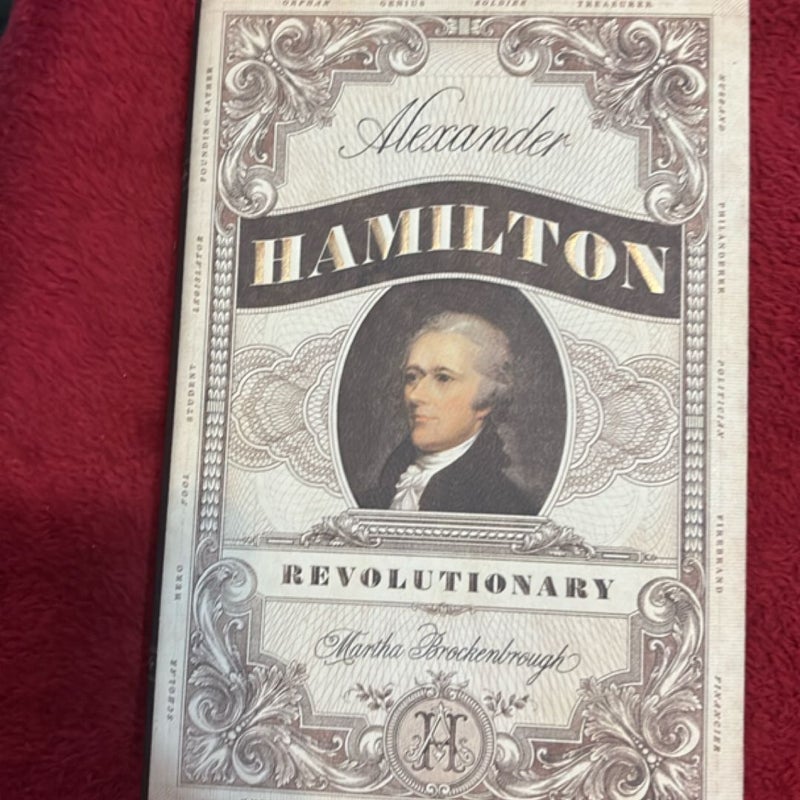 ORPHAN GENIUS SOLDIER TREASURER
Alexander
HAMILTON
REVOLUTIONARY
Martha Brockenbrough
H
FOUNDING FATHER
LEGISLATOR
STUDENT
FOOL
HERO
SCHOLAR
HUSBAND
PHILANDERER
POLITICIAN
FIREBRAND
FINANCIER